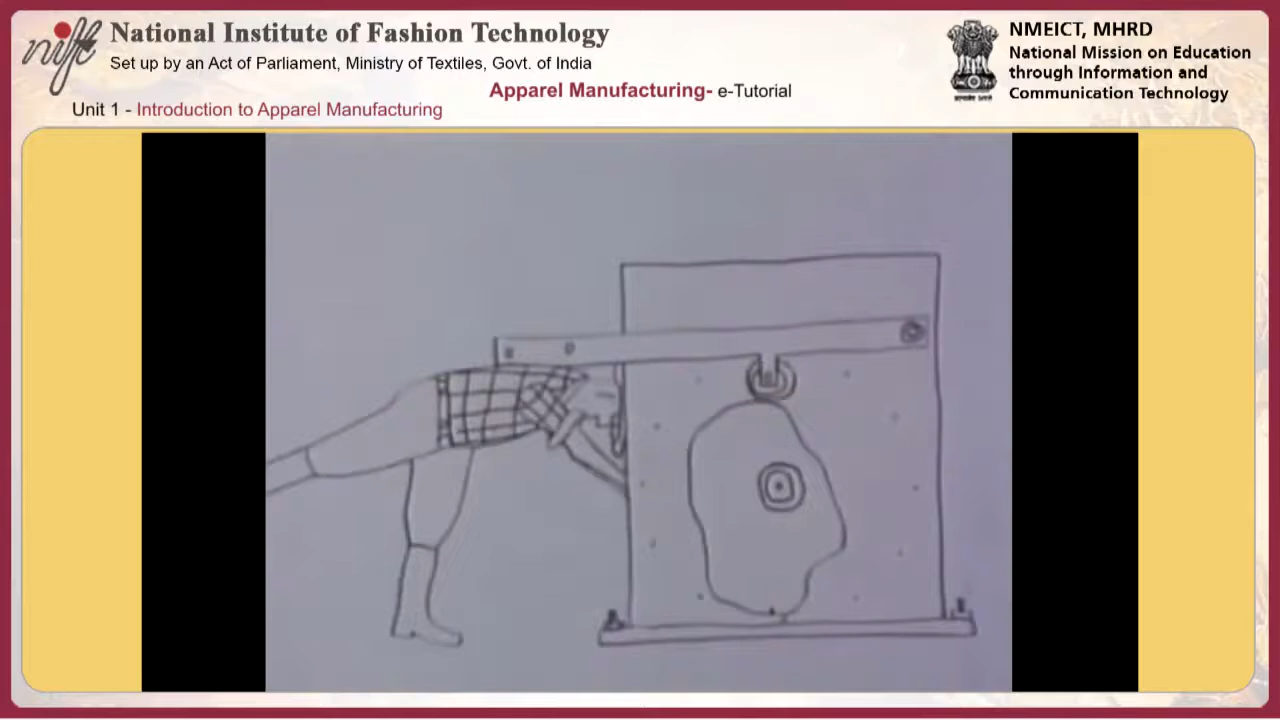 nift
National Institute of Fashion Technology
Set up by an Act of Parliament, Ministry of Textiles, Govt. of India
Apparel Manufacturing- e-Tutorial
Unit 1 - Introduction to Apparel Manufacturing
NMEICT, MHRD
National Mission on Education
through Information and
Communication Technology